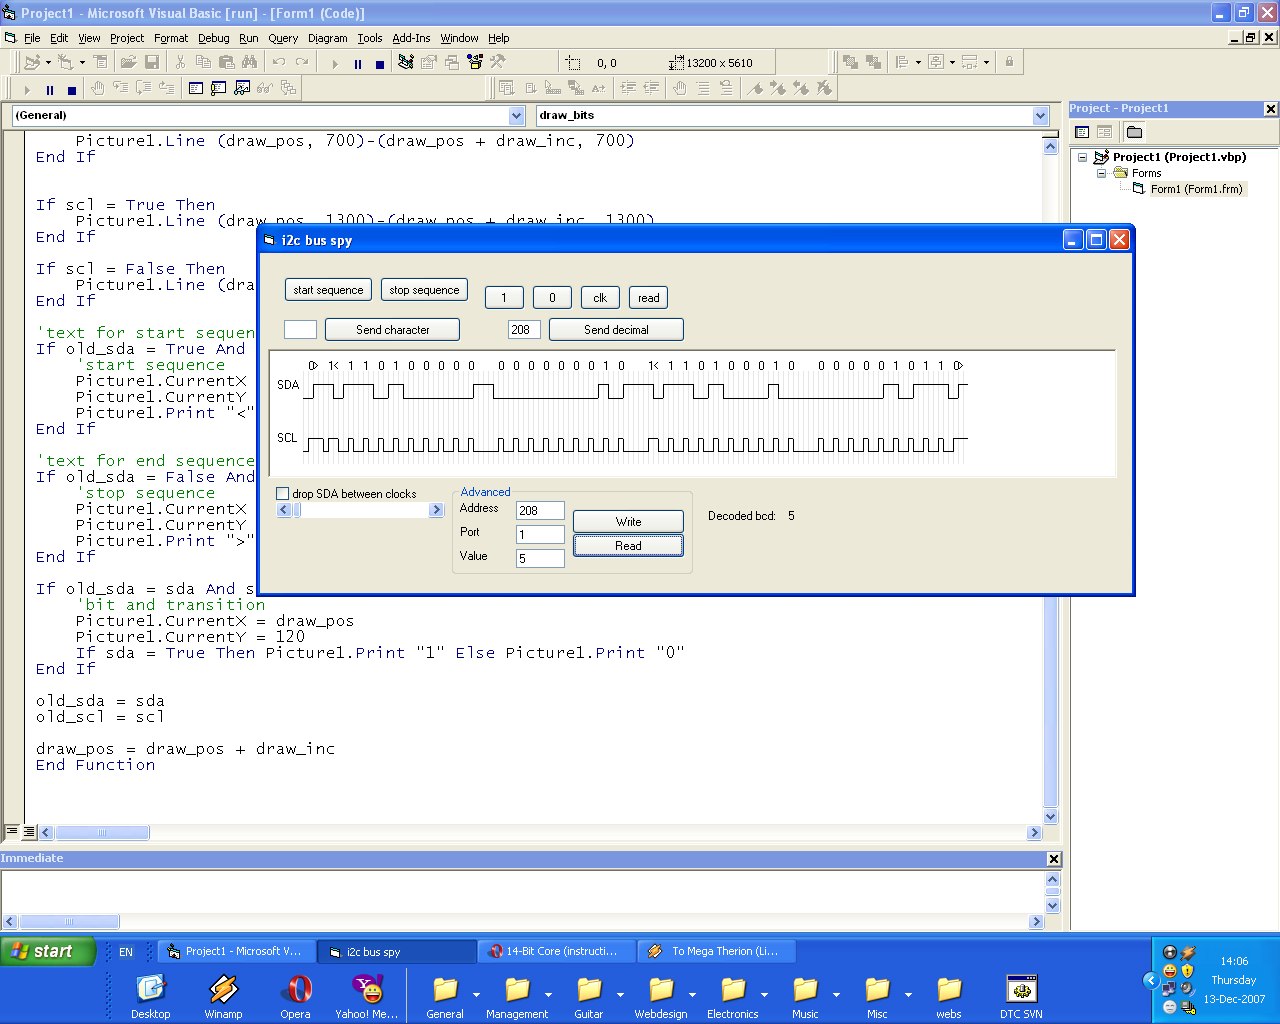 Project1 - Microsoft Visual Basic [run] - [Form1 (Code)]
File Edit View Project Format Debug Run Query Diagram Tools Add-Ins Window Help
0, 0 13200 x 5610
(General) draw_bits
Project - Project1
Project1 (Project1.vbp)
Forms
Form1 (Form1.frm)
Picture1.Line (draw_pos, 700)-(draw_pos + draw_inc, 700)
End If
If scl = True Then
Picture1.Line (draw_pos, 1300)-(draw_pos + draw_inc, 1300)
End If
If scl = False Then
Picture1.Line (dra
End If
'text for start sequen
If old_sda = True And
'start sequence
Picture1.CurrentX
Picture1.CurrentY
Picture1.Print "<"
End If
'text for end sequence
If old_sda = False And
'stop sequence
Picture1.CurrentX
Picture1.CurrentY
Picture1.Print ">"
End If
If old_sda = sda And s
'bit and transition
Picture1.CurrentX = draw_pos
Picture1.CurrentY = 120
If sda = True Then Picture1.Print "1" Else Picture1.Print "0"
End If
old_sda = sda
old_scl = scl
draw_pos = draw_pos + draw_inc
End Function
i2c bus spy
start sequence stop sequence 1 0 clk read
Send character 208 Send decimal
0> 1< 1 1 0 1 0 0 0 0 0 0 0 0 0 0 0 0 1 0 1< 1 1 0 1 0 0 0 1 0 0 0 0 0 0 1 0 1 1 0>
SDA
SCL
drop SDA between clocks
Advanced
Address 208
Write
Port 1
Read
Value 5
Decoded bcd: 5
Immediate
start EN Project1 - Microsoft V... i2c bus spy 14-Bit Core (instructi... To Mega Therion (Li...
Desktop Winamp Opera Yahoo! Me... General Management Guitar Webdesign Electronics Music Misc webs DTC SVN
14:06
Thursday
13-Dec-2007